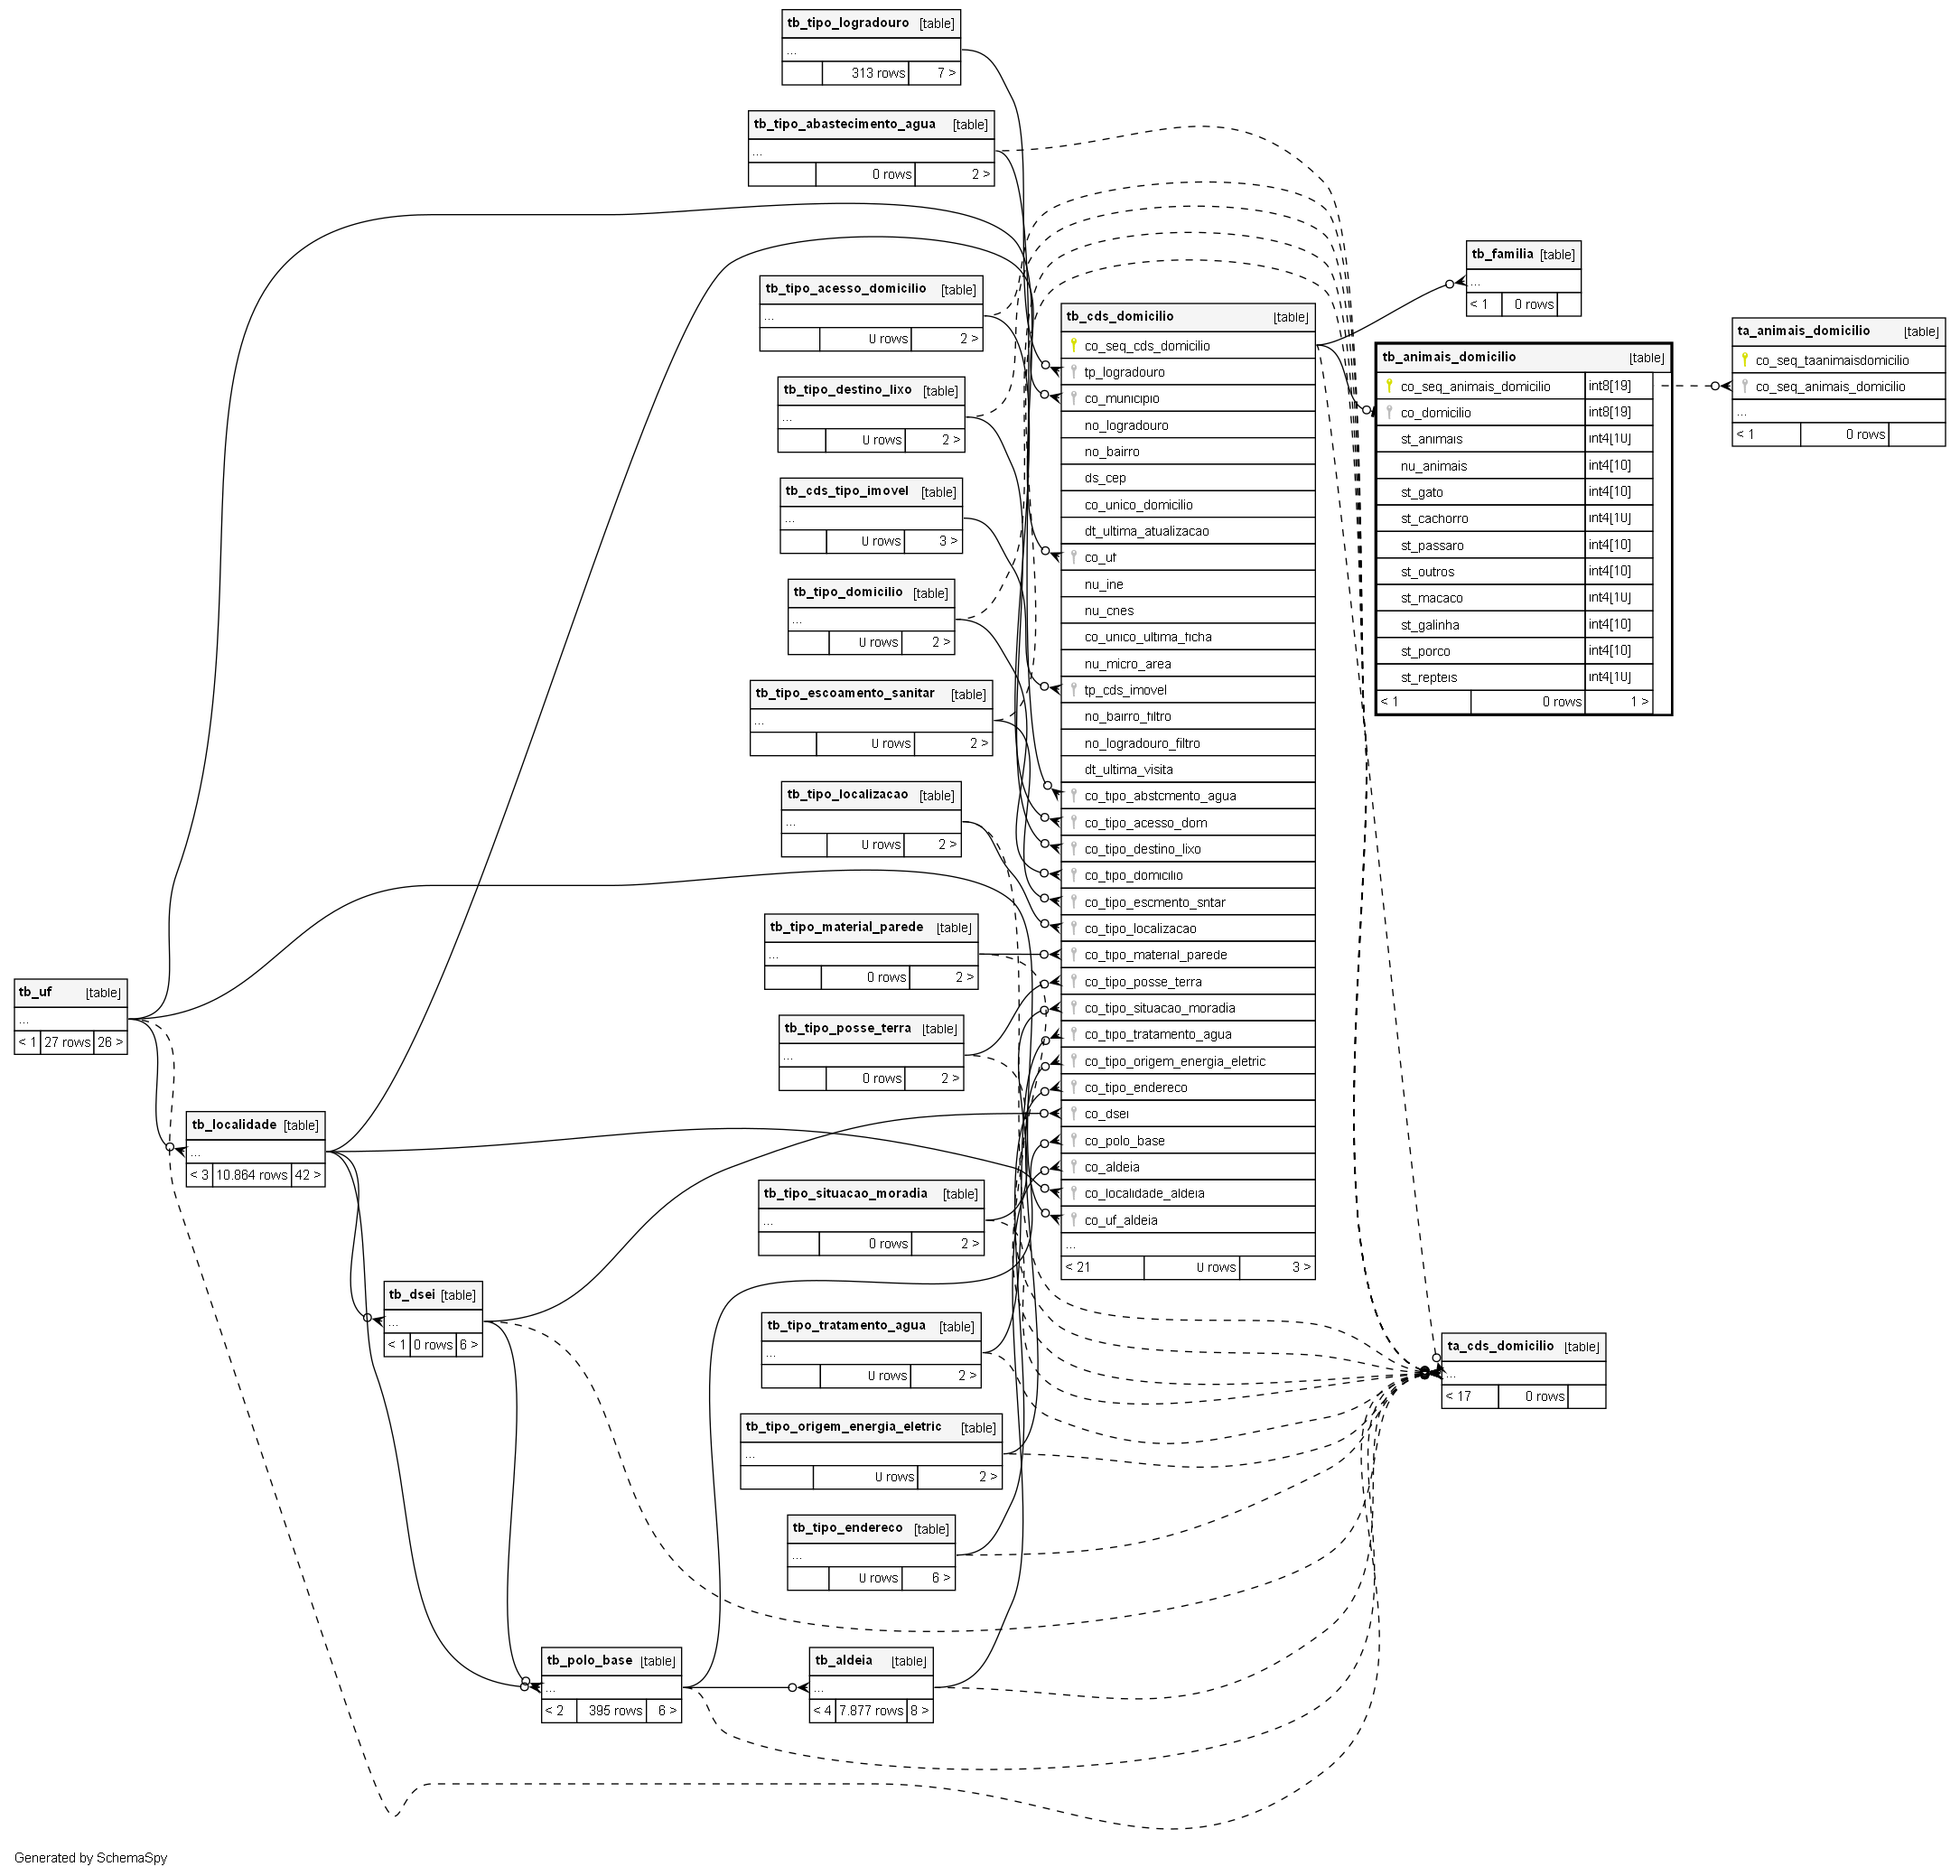 tb_tipo_logradouro [table]
...
313 rows 7 >
tb_tipo_abastecimento_agua [table]
...
0 rows 2 >
tb_tipo_acesso_domicilio [table]
...
0 rows 2 >
tb_tipo_destino_lixo [table]
...
0 rows 2 >
tb_cds_tipo_imovel [table]
...
0 rows 3 >
tb_tipo_domicilio [table]
...
0 rows 2 >
tb_tipo_escoamento_sanitar [table]
...
0 rows 2 >
tb_tipo_localizacao [table]
...
0 rows 2 >
tb_tipo_material_parede [table]
...
0 rows 2 >
tb_tipo_posse_terra [table]
...
0 rows 2 >
tb_uf [table]
...
< 1 27 rows 26 >
tb_localidade [table]
...
< 3 10.864 rows 42 >
tb_tipo_situacao_moradia [table]
...
0 rows 2 >
tb_dsei [table]
...
< 1 0 rows 6 >
tb_tipo_tratamento_agua [table]
...
0 rows 2 >
tb_tipo_origem_energia_eletric [table]
...
0 rows 2 >
tb_tipo_endereco [table]
...
0 rows 6 >
tb_polo_base [table]
...
< 2 395 rows 6 >
tb_aldeia [table]
...
< 4 7.877 rows 8 >
tb_cds_domicilio [table]
co_seq_cds_domicilio
tp_logradouro
co_municipio
no_logradouro
no_bairro
ds_cep
co_unico_domicilio
dt_ultima_atualizacao
co_uf
nu_ine
nu_cnes
co_unico_ultima_ficha
nu_micro_area
tp_cds_imovel
no_bairro_filtro
no_logradouro_filtro
dt_ultima_visita
co_tipo_abstcmento_agua
co_tipo_acesso_dom
co_tipo_destino_lixo
co_tipo_domicilio
co_tipo_escmento_sntar
co_tipo_localizacao
co_tipo_material_parede
co_tipo_posse_terra
co_tipo_situacao_moradia
co_tipo_tratamento_agua
co_tipo_origem_energia_eletric
co_tipo_endereco
co_dsei
co_polo_base
co_aldeia
co_localidade_aldeia
co_uf_aldeia
...
< 21 0 rows 3 >
tb_familia [table]
...
< 1 0 rows
tb_animais_domicilio [table]
co_seq_animais_domicilio int8[19]
co_domicilio int8[19]
st_animais int4[10]
nu_animais int4[10]
st_gato int4[10]
st_cachorro int4[10]
st_passaro int4[10]
st_outros int4[10]
st_macaco int4[10]
st_galinha int4[10]
st_porco int4[10]
st_repteis int4[10]
< 1 0 rows 1 >
ta_animais_domicilio [table]
co_seq_taanimaisdomicilio
co_seq_animais_domicilio
...
< 1 0 rows
ta_cds_domicilio [table]
...
< 17 0 rows
Generated by SchemaSpy